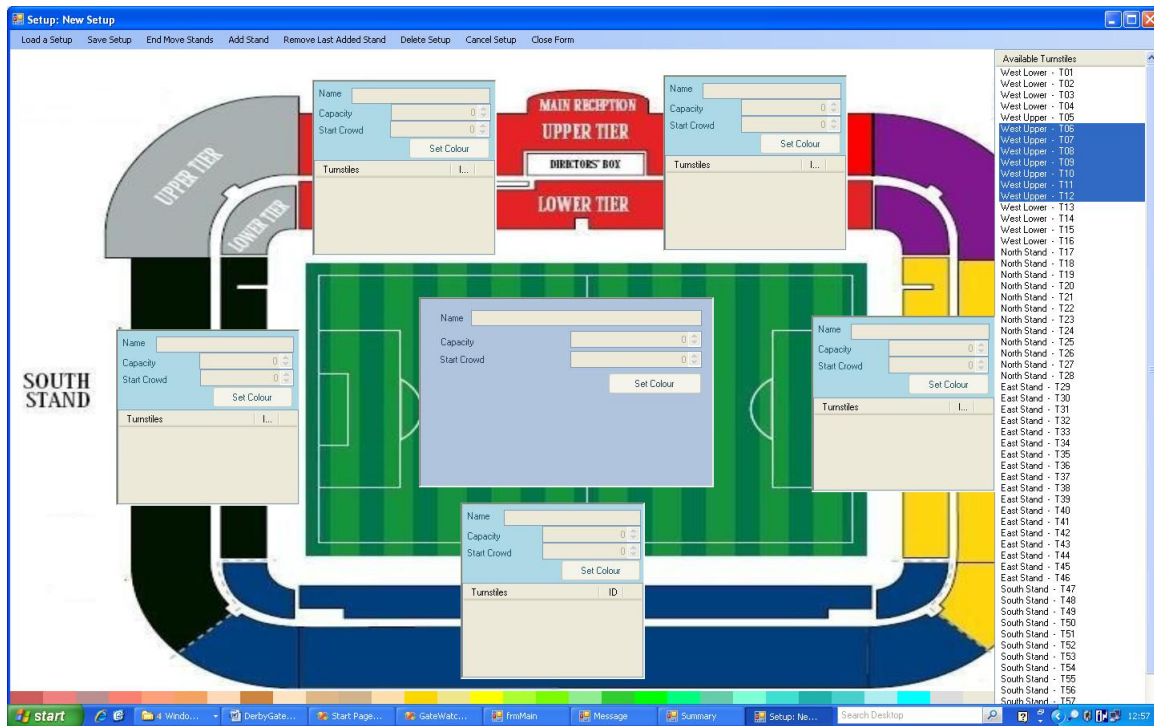 Setup: New Setup
Load a Setup Save Setup End Move Stands Add Stand Remove Last Added Stand Delete Setup Cancel Setup Close Form
Name
Capacity 0
Start Crowd 0
Set Colour
Turnstiles I...
MAIN RECEPTION
UPPER TIER
DIRECTORS' BOX
LOWER TIER
Name
Capacity 0
Start Crowd 0
Set Colour
Turnstiles I...
UPPER TIER
LOWER TIER
Name
Capacity 0
Start Crowd 0
Set Colour
SOUTH
STAND
Name
Capacity 0
Start Crowd 0
Set Colour
Turnstiles I...
Name
Capacity 0
Start Crowd 0
Set Colour
Turnstiles I...
Name
Capacity 0
Start Crowd 0
Set Colour
Turnstiles ID
Available Turnstiles
West Lower - T01
West Lower - T02
West Lower - T03
West Lower - T04
West Lower - T05
West Upper - T06
West Upper - T07
West Upper - T08
West Upper - T09
West Upper - T10
West Upper - T11
West Upper - T12
West Lower - T13
West Lower - T14
West Lower - T15
West Lower - T16
North Stand - T17
North Stand - T18
North Stand - T19
North Stand - T20
North Stand - T21
North Stand - T22
North Stand - T23
North Stand - T24
North Stand - T25
North Stand - T26
North Stand - T27
North Stand - T28
East Stand - T29
East Stand - T30
East Stand - T31
East Stand - T32
East Stand - T33
East Stand - T34
East Stand - T35
East Stand - T36
East Stand - T37
East Stand - T38
East Stand - T39
East Stand - T40
East Stand - T41
East Stand - T42
East Stand - T43
East Stand - T44
East Stand - T45
East Stand - T46
South Stand - T47
South Stand - T48
South Stand - T49
South Stand - T50
South Stand - T51
South Stand - T52
South Stand - T53
South Stand - T54
South Stand - T55
South Stand - T56
South Stand - T57
start 4 Windo... DerbyGate... Start Page... GateWatc... frmMain Message Summary Setup: Ne... Search Desktop 12:57